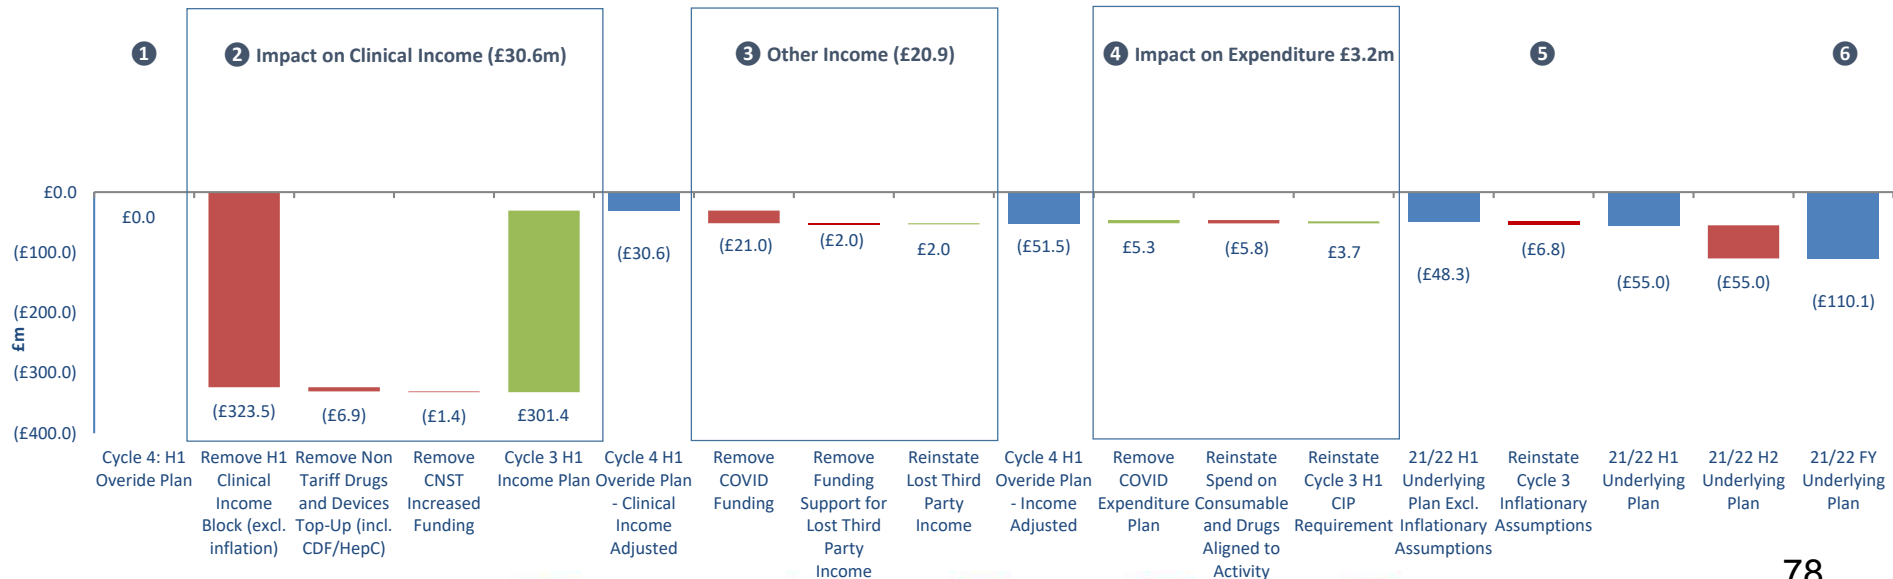 ❶
❷ Impact on Clinical Income (£30.6m)
❸ Other Income (£20.9)
❹ Impact on Expenditure £3.2m
❺
❻
£m
£0.0
(£100.0)
(£200.0)
(£300.0)
(£400.0)
£0.0
(£323.5)
(£6.9)
(£1.4)
£301.4
(£30.6)
(£21.0)
(£2.0)
£2.0
(£51.5)
£5.3
(£5.8)
£3.7
(£48.3)
(£6.8)
(£55.0)
(£55.0)
(£110.1)
Cycle 4: H1
Overide Plan
Remove H1
Clinical
Income
Block (excl.
inflation)
Remove Non
Tariff Drugs
and Devices
Top-Up (incl.
CDF/HepC)
Remove
CNST
Increased
Funding
Cycle 3 H1
Income Plan
Cycle 4 H1
Overide Plan
- Clinical
Income
Adjusted
Remove
COVID
Funding
Remove
Funding
Support for
Lost Third
Party
Income
Reinstate
Lost Third
Party
Income
Cycle 4 H1
Overide Plan
- Income
Adjusted
Remove
COVID
Expenditure
Plan
Reinstate
Spend on
Consumable
and Drugs
Aligned to
Activity
Reinstate
Cycle 3 H1
CIP
Requirement
21/22 H1
Underlying
Plan Excl.
Inflationary
Assumptions
Reinstate
Cycle 3
Inflationary
Assumptions
21/22 H1
Underlying
Plan
21/22 H2
Underlying
Plan
21/22 FY
Underlying
Plan
78